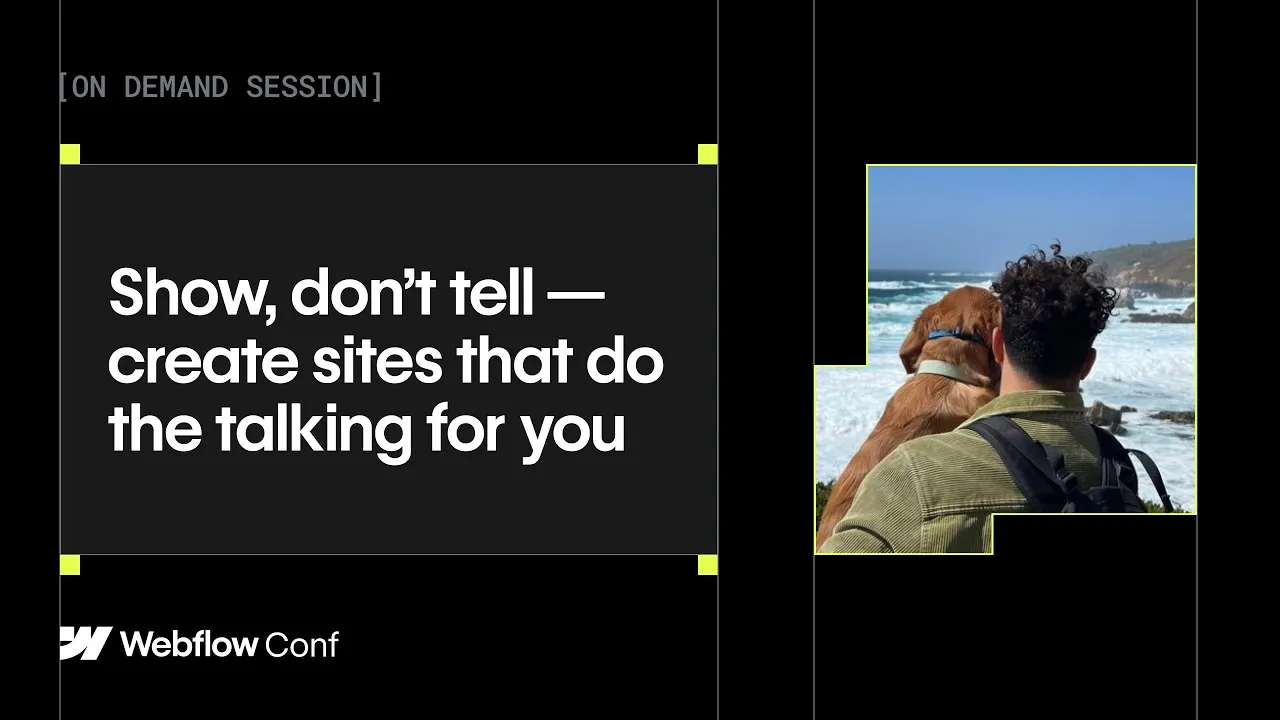 [ON DEMAND SESSION]
Show, don’t tell —
create sites that do
the talking for you
Webflow Conf